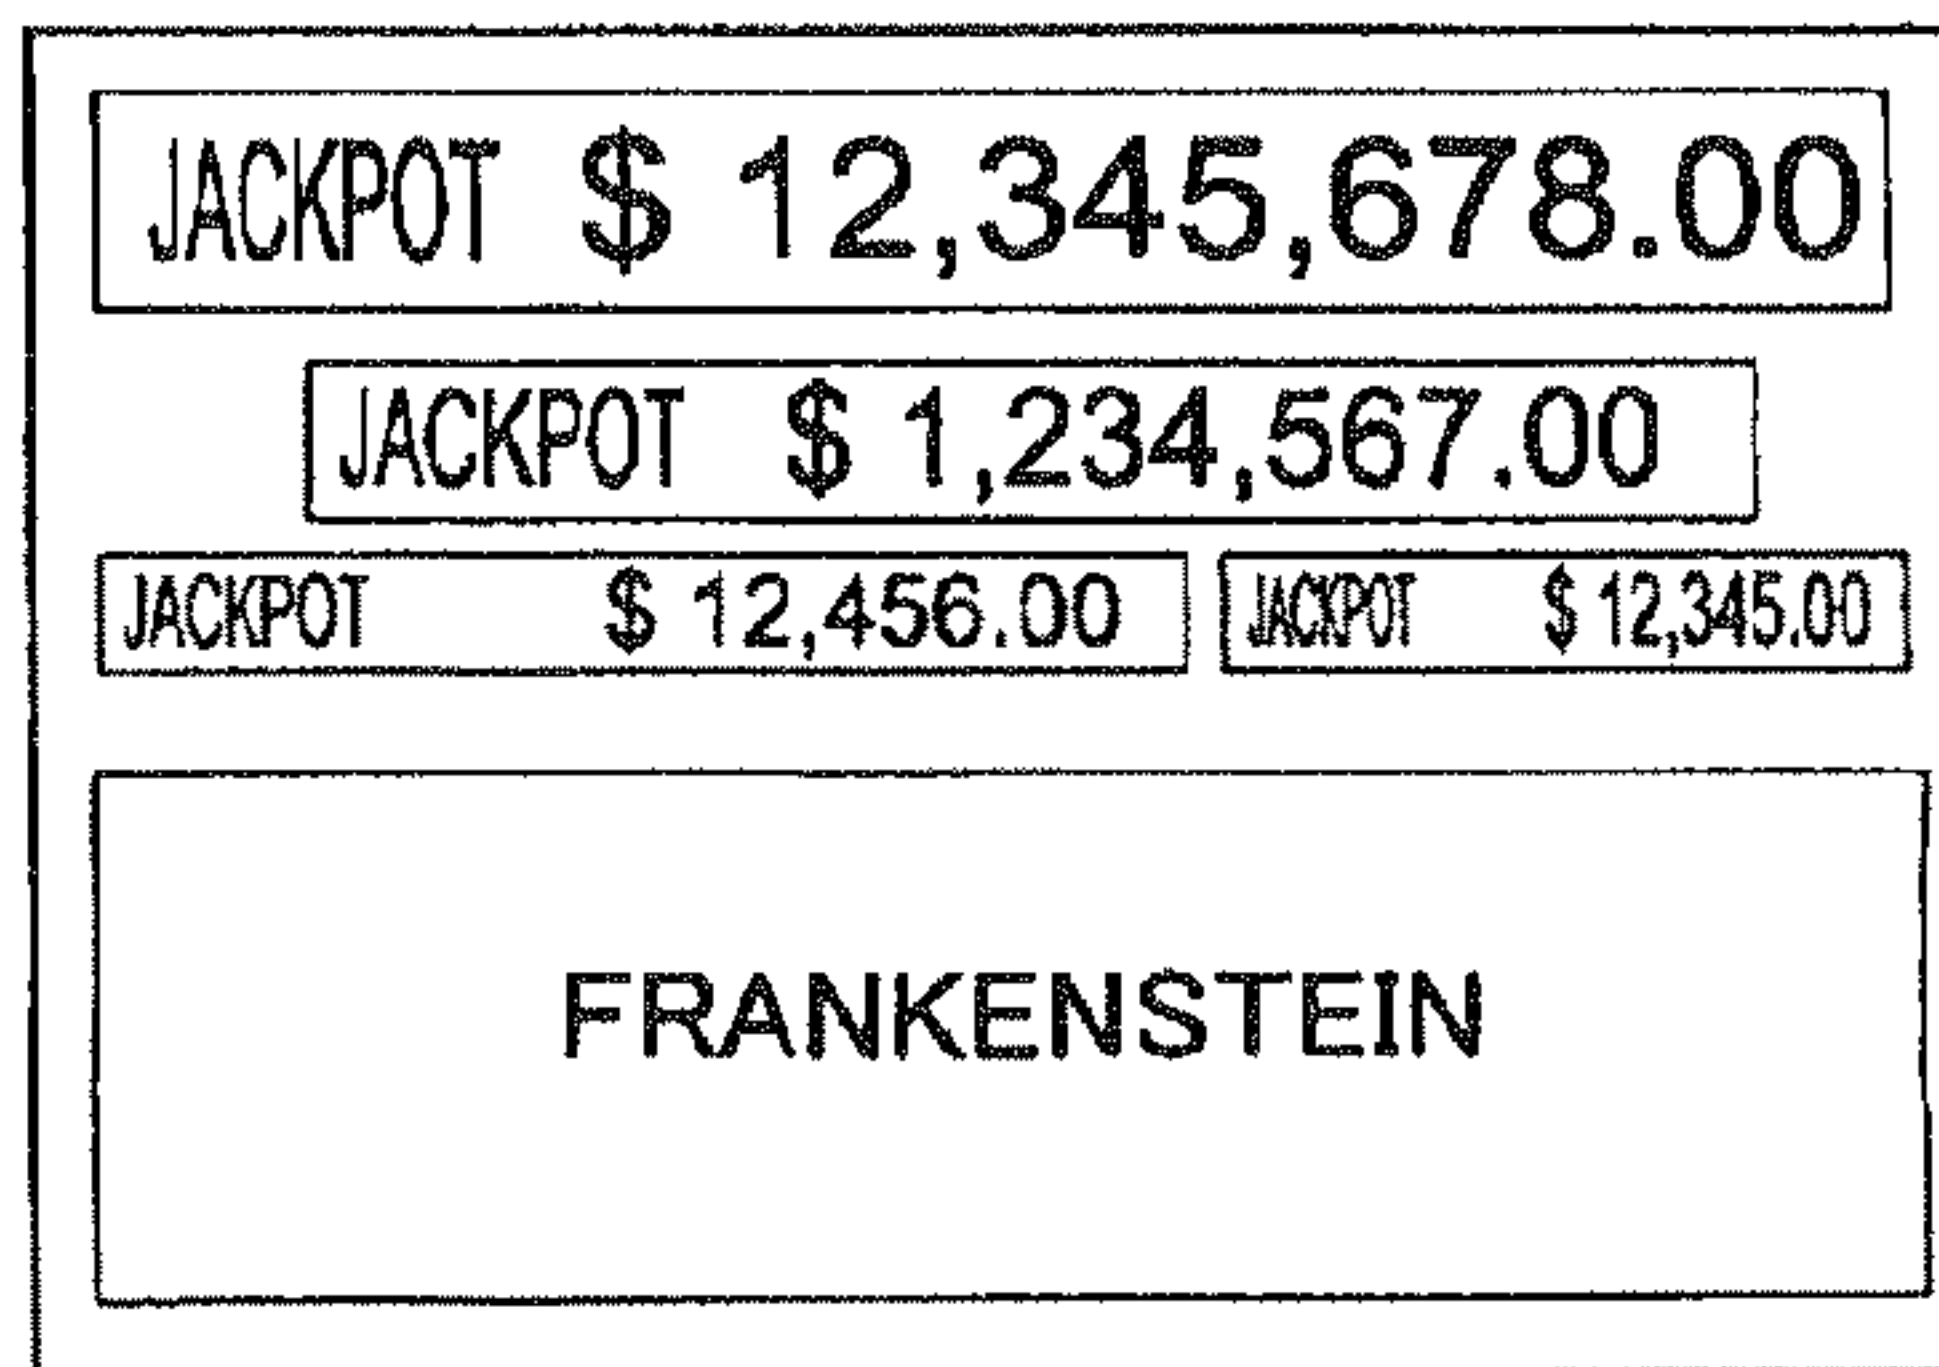 JACKPOT $ 12,345,678.00
JACKPOT $ 1,234,567.00
JACKPOT $ 12,456.00
JACKPOT $ 12,345.00
FRANKENSTEIN